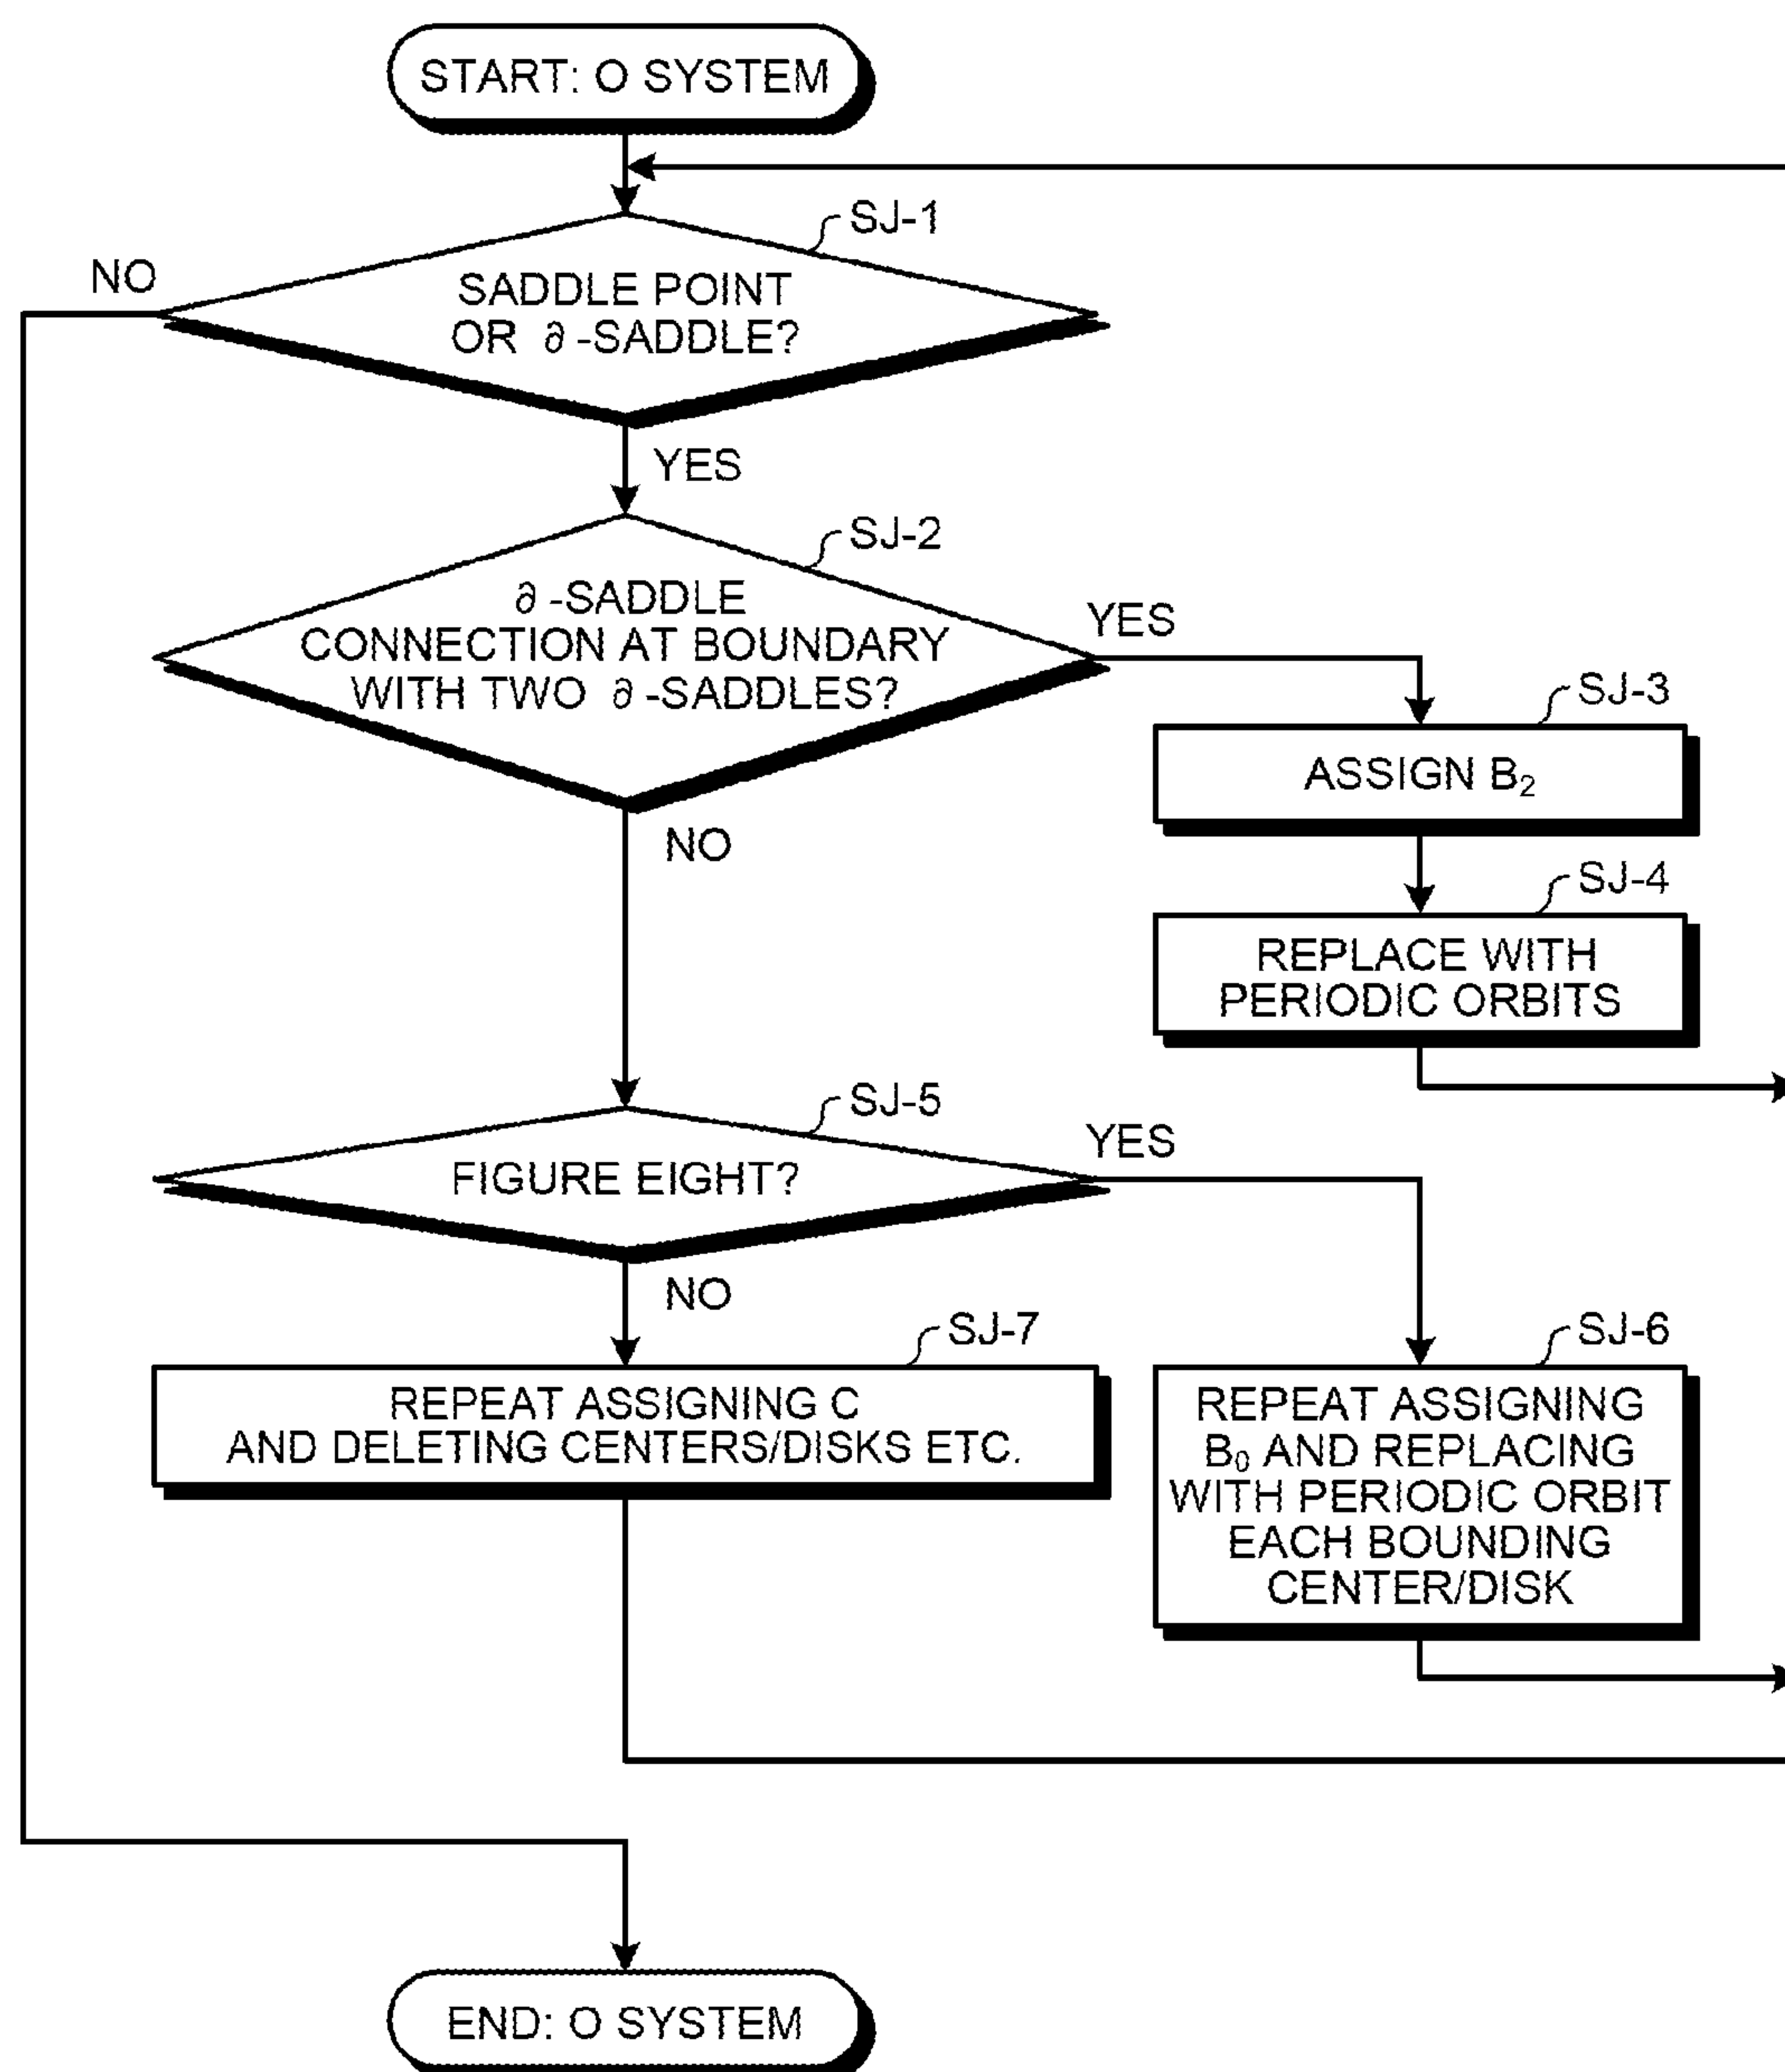 START: O SYSTEM
SJ-1
NO
SADDLE POINT
OR ∂-SADDLE?
YES
SJ-2
∂-SADDLE
CONNECTION AT BOUNDARY
WITH TWO ∂-SADDLES?
YES
SJ-3
ASSIGN B₂
NO
SJ-4
REPLACE WITH
PERIODIC ORBITS
SJ-5
FIGURE EIGHT?
YES
NO
SJ-7
REPEAT ASSIGNING C
AND DELETING CENTERS/DISKS ETC.
SJ-6
REPEAT ASSIGNING
B₀ AND REPLACING
WITH PERIODIC ORBIT
EACH BOUNDING
CENTER/DISK
END: O SYSTEM